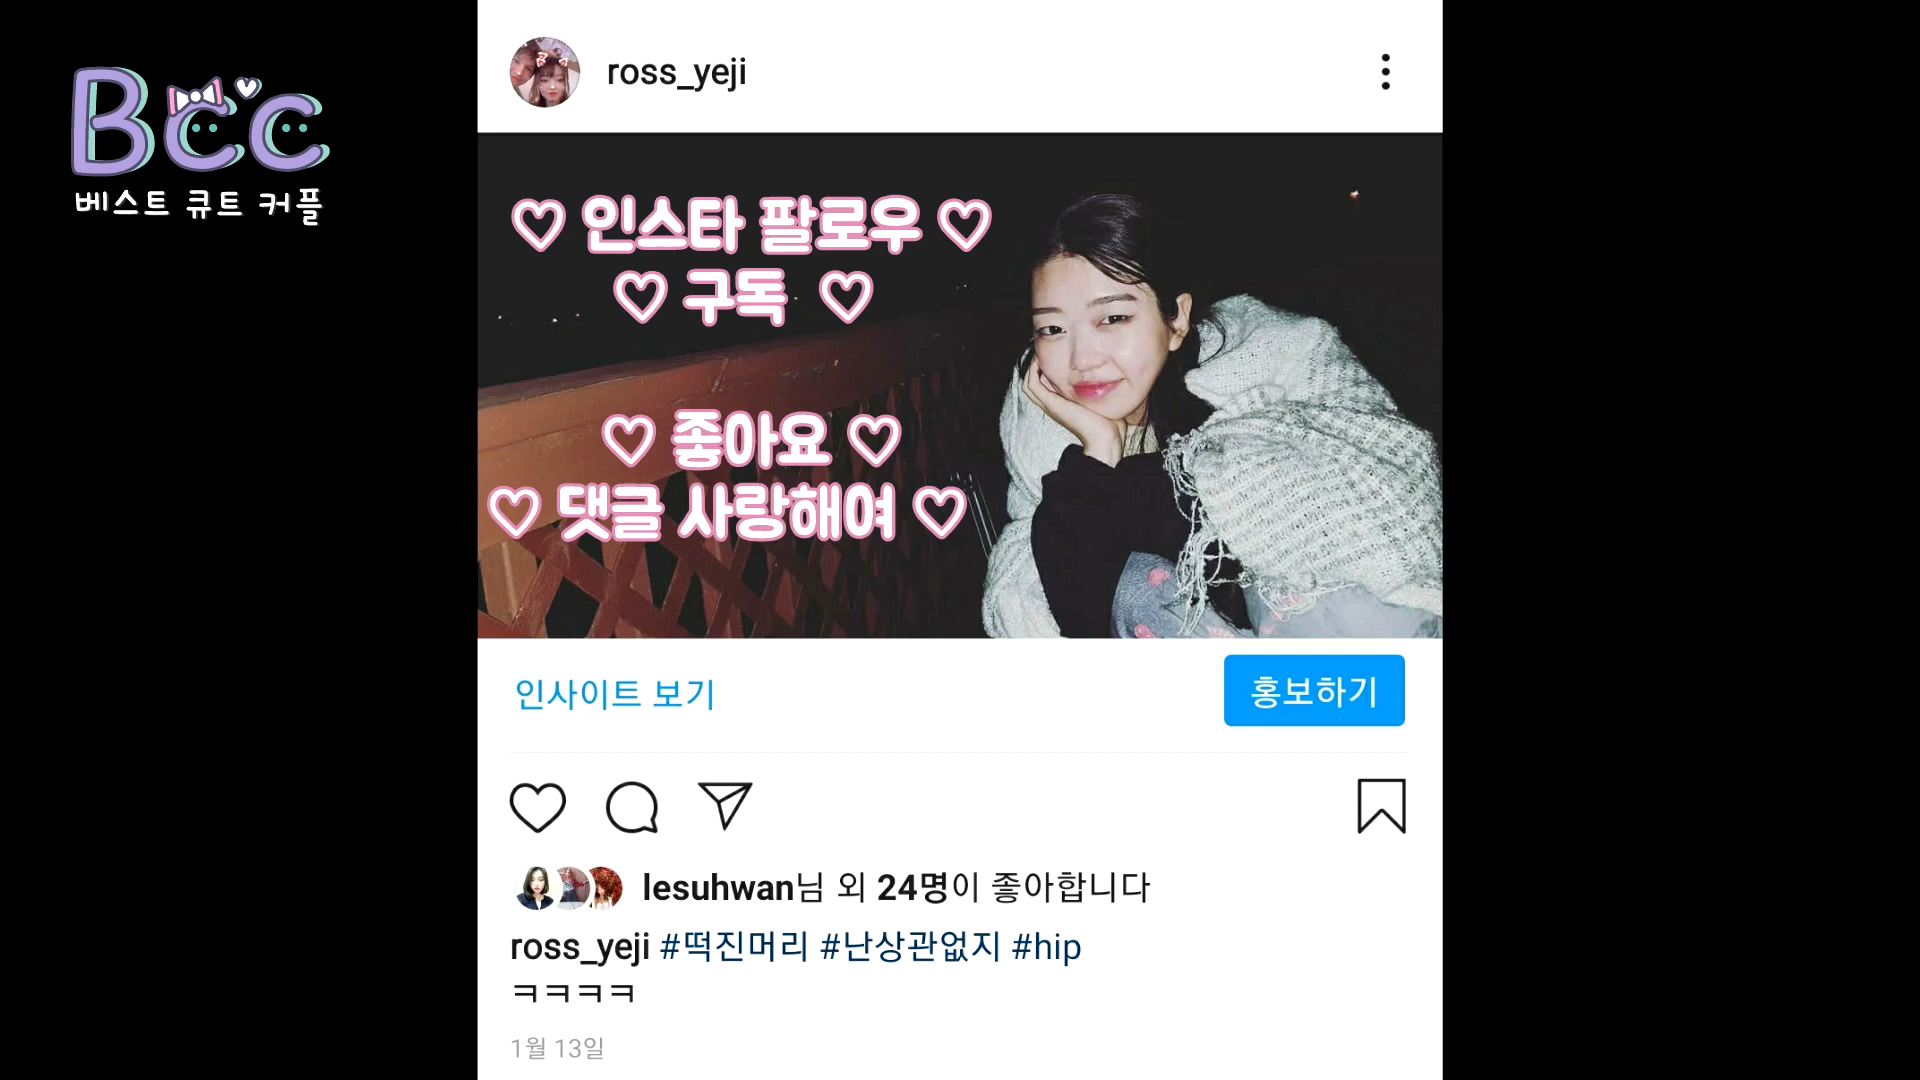 Bcc
베스트 큐트 커플
ross_yeji
♡ 인스타 팔로우 ♡
♡ 구독 ♡
♡ 좋아요 ♡
♡ 댓글 사랑해여 ♡
인사이트 보기
홍보하기
lesuhwan님 외 24명이 좋아합니다
ross_yeji #떡진머리 #난상관없지 #hip
ㅋㅋㅋㅋ
1월 13일